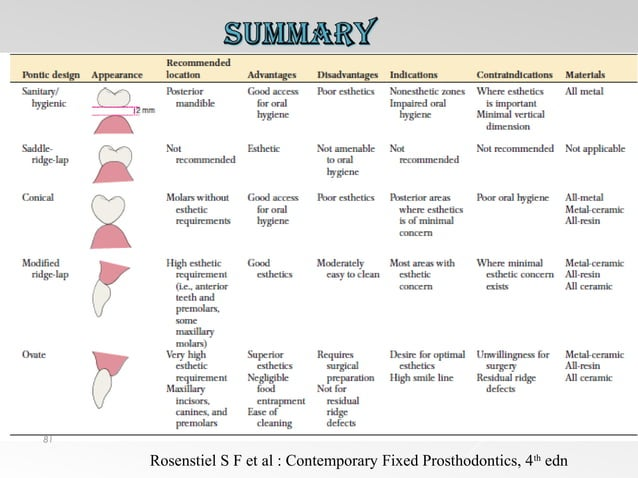 SUMMARY
Recommended
Pontic design Appearance location Advantages Disadvantages Indications Contraindications Materials
Sanitary/ Posterior Good access Poor esthetics Nonesthetic zones Where esthetics All metal
hygienic mandible for oral Impaired oral is important
2 mm hygiene hygiene Minimal vertical
dimension
Saddle- Not Esthetic Not amenable Not Not recommended Not applicable
ridge-lap recommended to oral recommended
hygiene
Conical Molars without Good access Poor esthetics Posterior areas Poor oral hygiene All-metal
esthetic for oral where esthetics Metal-ceramic
requirements hygiene is of minimal All-resin
concern
Modified High esthetic Good Moderately Most areas with Where minimal Metal-ceramic
ridge-lap requirement esthetics easy to clean esthetic esthetic concern All-resin
(i.e., anterior concern exists All ceramic
teeth and
premolars,
some
maxillary
molars)
Ovate Very high Superior Requires Desire for optimal Unwillingness for Metal-ceramic
esthetic esthetics surgical esthetics surgery All-resin
requirement Negligible preparation High smile line Residual ridge All ceramic
Maxillary food Not for defects
incisors, entrapment residual
canines, and Ease of ridge
premolars cleaning defects
81
Rosenstiel S F et al : Contemporary Fixed Prosthodontics, 4th edn